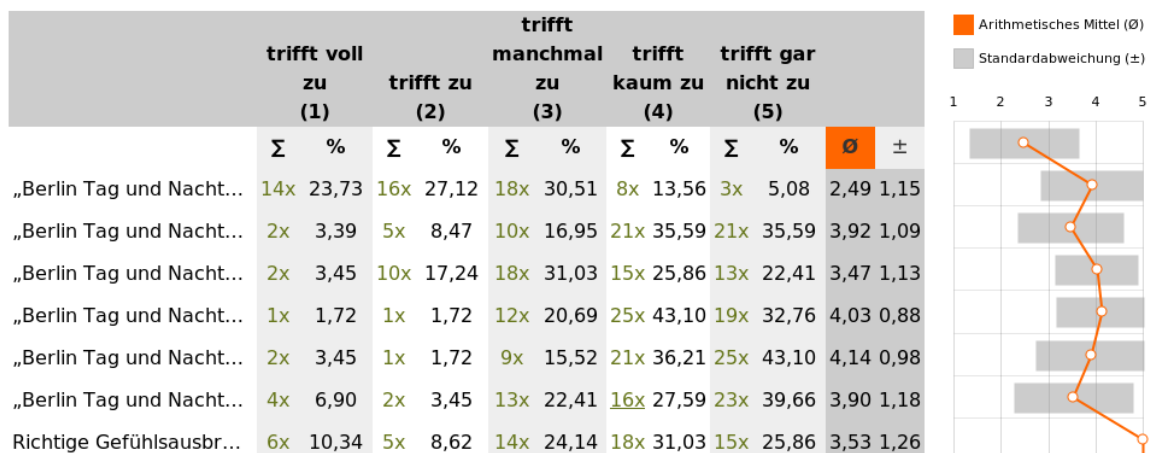 trifft voll zu (1) trifft zu (2) trifft manchmal zu (3) trifft kaum zu (4) trifft gar nicht zu (5)
Σ % Σ % Σ % Σ % Σ % Ø ±
„Berlin Tag und Nacht... 14x 23,73 16x 27,12 18x 30,51 8x 13,56 3x 5,08 2,49 1,15
„Berlin Tag und Nacht... 2x 3,39 5x 8,47 10x 16,95 21x 35,59 21x 35,59 3,92 1,09
„Berlin Tag und Nacht... 2x 3,45 10x 17,24 18x 31,03 15x 25,86 13x 22,41 3,47 1,13
„Berlin Tag und Nacht... 1x 1,72 1x 1,72 12x 20,69 25x 43,10 19x 32,76 4,03 0,88
„Berlin Tag und Nacht... 2x 3,45 1x 1,72 9x 15,52 21x 36,21 25x 43,10 4,14 0,98
„Berlin Tag und Nacht... 4x 6,90 2x 3,45 13x 22,41 16x 27,59 23x 39,66 3,90 1,18
Richtige Gefühlsausbr... 6x 10,34 5x 8,62 14x 24,14 18x 31,03 15x 25,86 3,53 1,26
Arithmetisches Mittel (Ø)
Standardabweichung (±)
1 2 3 4 5